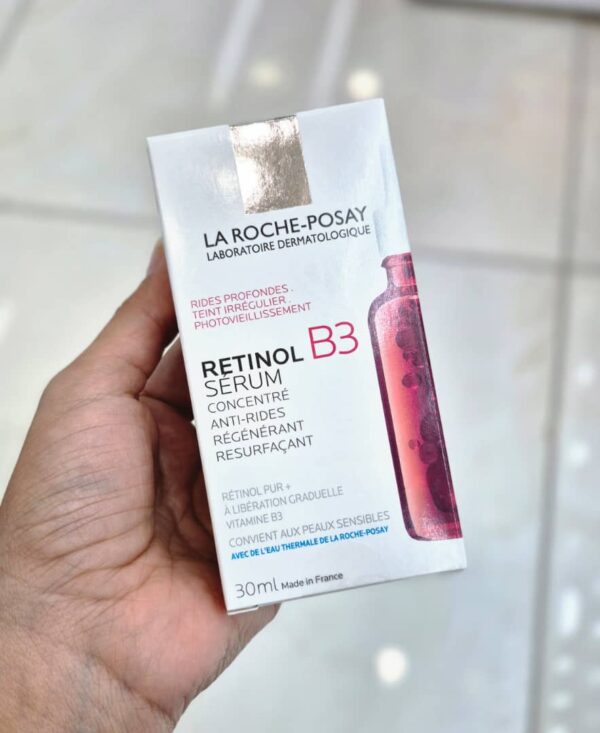 LA ROCHE-POSAY
LABORATOIRE DERMATOLOGIQUE
RIDES PROFONDES .
TEINT IRRÉGULIER .
PHOTOVIEILLISSEMENT
RETINOL B3
SÉRUM
CONCENTRÉ
ANTI-RIDES
RÉGÉNÉRANT
RESURFAÇANT
RÉTINOL PUR +
À LIBÉRATION GRADUELLE
VITAMINE B3
CONVIENT AUX PEAUX SENSIBLES
AVEC DE L'EAU THERMALE DE LA ROCHE-POSAY
30ml Made in France